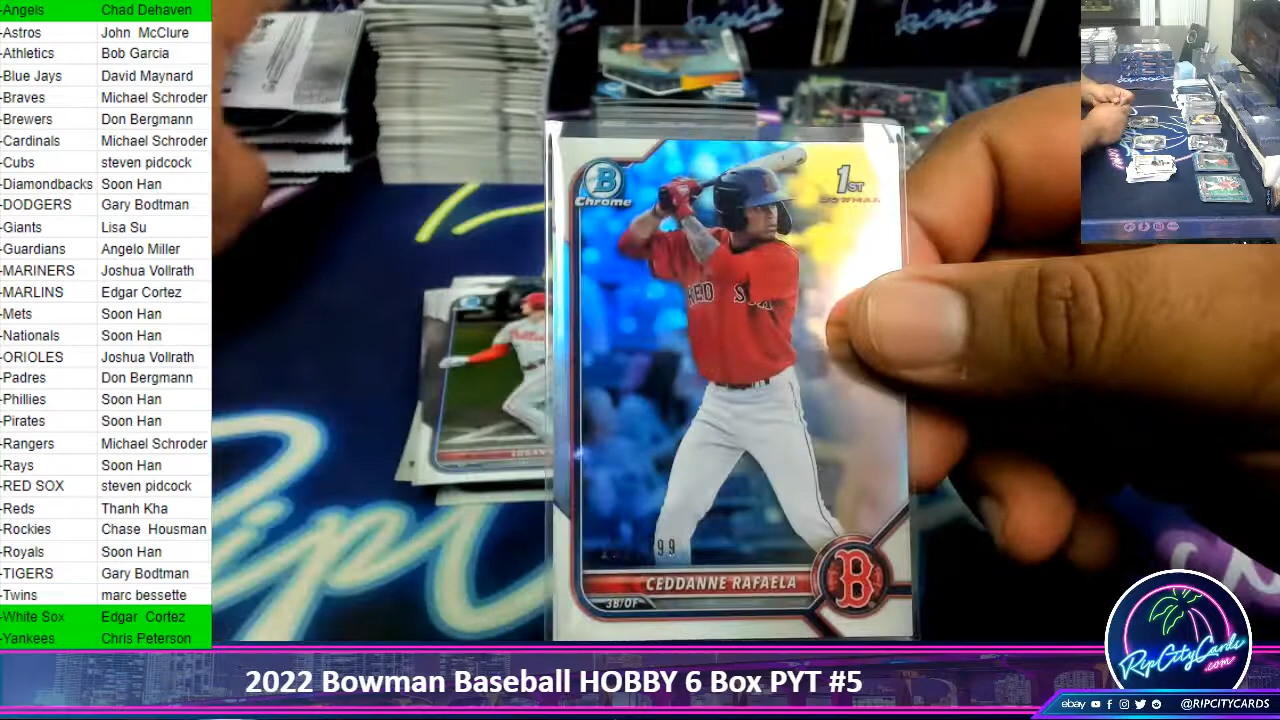 -Angels Chad Dehaven
-Astros John McClure
-Athletics Bob Garcia
-Blue Jays David Maynard
-Braves Michael Schroder
-Brewers Don Bergmann
-Cardinals Michael Schroder
-Cubs steven pidcock
-Diamondbacks Soon Han
-DODGERS Gary Bodtman
-Giants Lisa Su
-Guardians Angelo Miller
-MARINERS Joshua Vollrath
-MARLINS Edgar Cortez
-Mets Soon Han
-Nationals Soon Han
-ORIOLES Joshua Vollrath
-Padres Don Bergmann
-Phillies Soon Han
-Pirates Soon Han
-Rangers Michael Schroder
-Rays Soon Han
-RED SOX steven pidcock
-Reds Thanh Kha
-Rockies Chase Housman
-Royals Soon Han
-TIGERS Gary Bodtman
-Twins marc bessette
-White Sox Edgar Cortez
-Yankees Chris Peterson
B
Chrome
1ST
BOWMAN
RED SOX
99
CEDDANNE RAFAELA
3B/OF
B
RipCityCards
.com
2022 Bowman Baseball HOBBY 6 Box PYT #5
ebay @RIPCITYCARDS